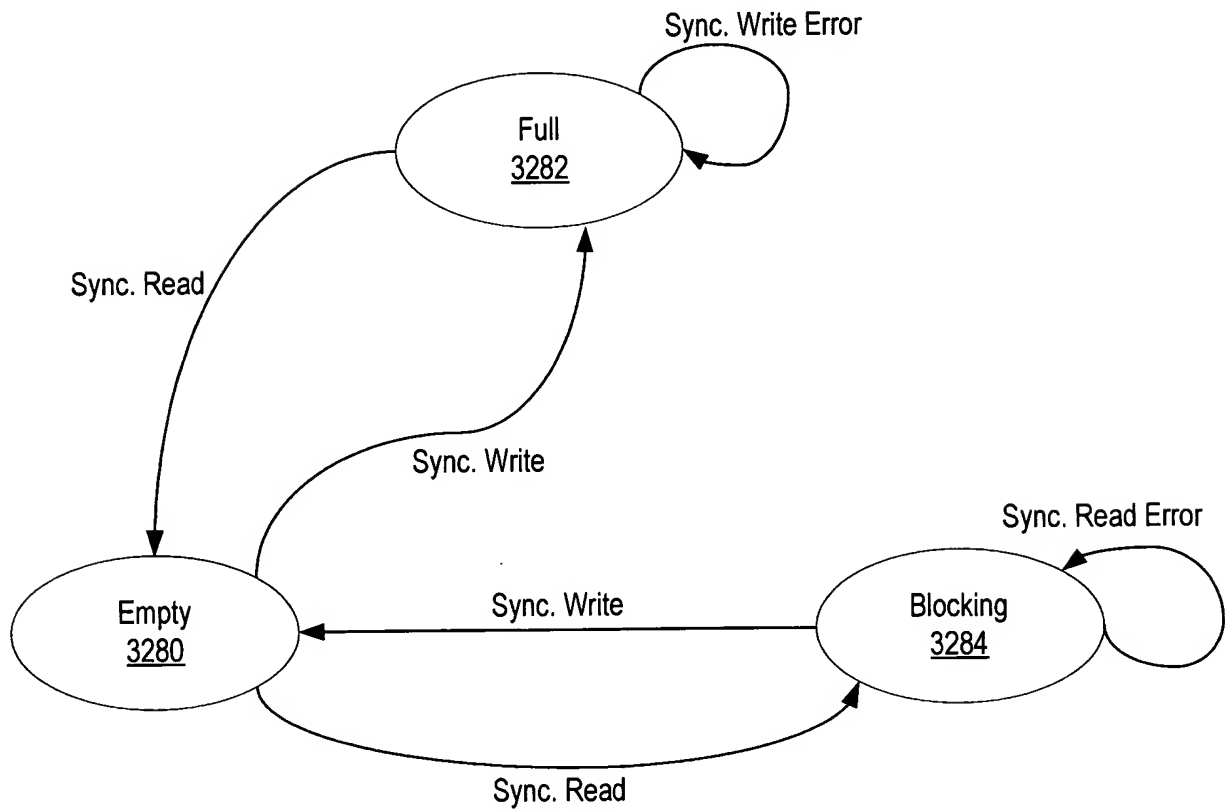 Sync. Write Error
Full
3282
Sync. Read
Sync. Write
Sync. Read Error
Empty
3280
Sync. Write
Blocking
3284
Sync. Read